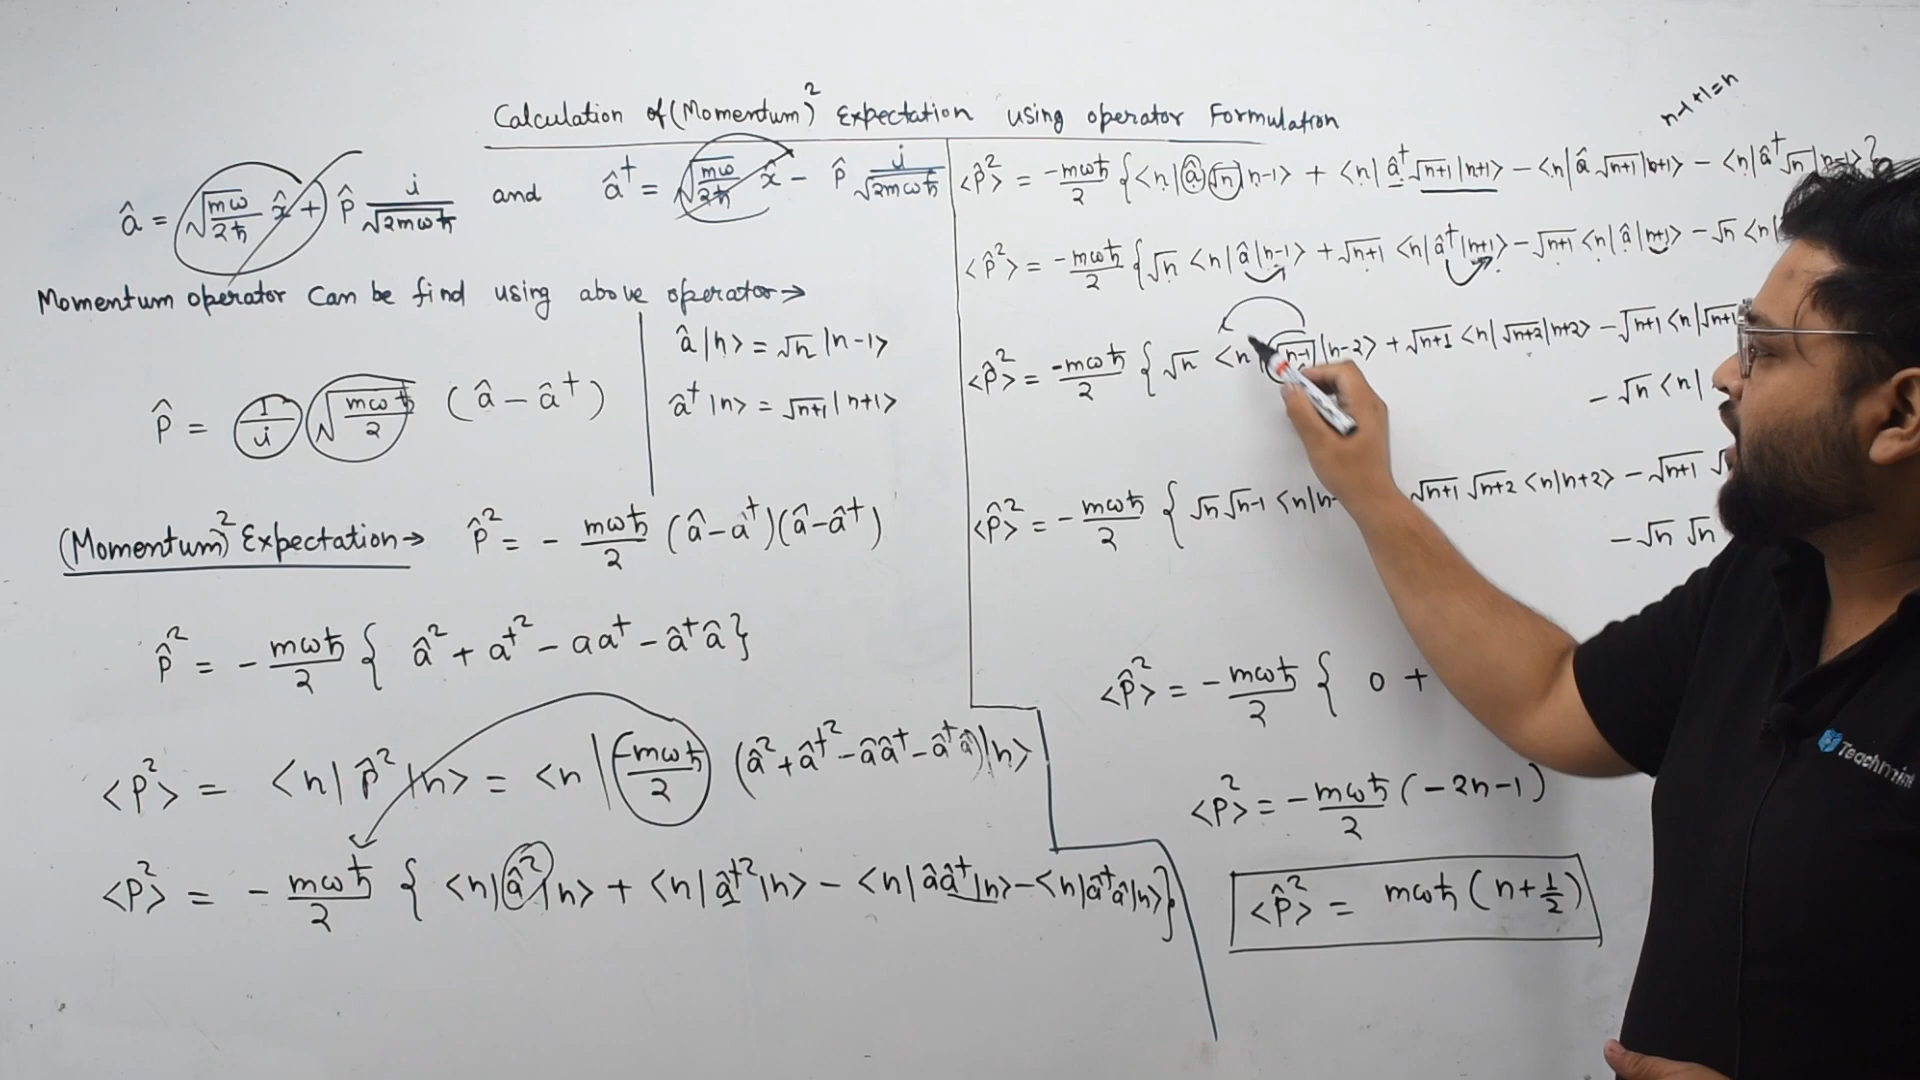 Calculation of (Momentum)² Expectation using operator Formulation
â = √(mω/2ħ) x̂ + p̂ i/√(2mωħ) and â† = √(mω/2ħ) x̂ − p̂ i/√(2mωħ)
Momentum operator Can be find using above operator→
p̂ = 1/i √(mωħ/2) (â − â†)
â|n> = √n |n-1>
â†|n> = √(n+1) |n+1>
(Momentum)² Expectation→ p̂² = − mωħ/2 (â−a†)(â−â†)
p̂² = − mωħ/2 { â² + a†² − aa† − â†â }
<p²> = <n|p̂²|n> = <n| −mωħ/2 (â²+â†²−ââ†−â†â)|n>
<p²> = − mωħ/2 { <n|â²|n> + <n|â†²|n> − <n|ââ†|n> − <n|â†â|n> }
n-1+1=n
<p̂²> = −mωħ/2 { <n|â √n|n-1> + <n|â† √(n+1)|n+1> − <n|â √(n+1)|n+1> − <n|â† √n|n-1> }
<p̂²> = −mωħ/2 { √n <n|â|n-1> + √(n+1) <n|â†|n+1> − √(n+1) <n|â|n+1> − √n <n|
<p̂²> = −mωħ/2 { √n <n| √(n-1) |n-2> + √(n+1) <n|√(n+2)|n+2> − √(n+1) <n|√(n+1)
− √n <n|
<p̂²> = − mωħ/2 { √n √(n-1) <n|n- √(n+1) √(n+2) <n|n+2> − √(n+1)
− √n √n
<p̂²> = − mωħ/2 { 0 +
<p²> = − mωħ/2 (−2n−1)
<p̂²> = mωħ (n + 1/2)
Teachmint